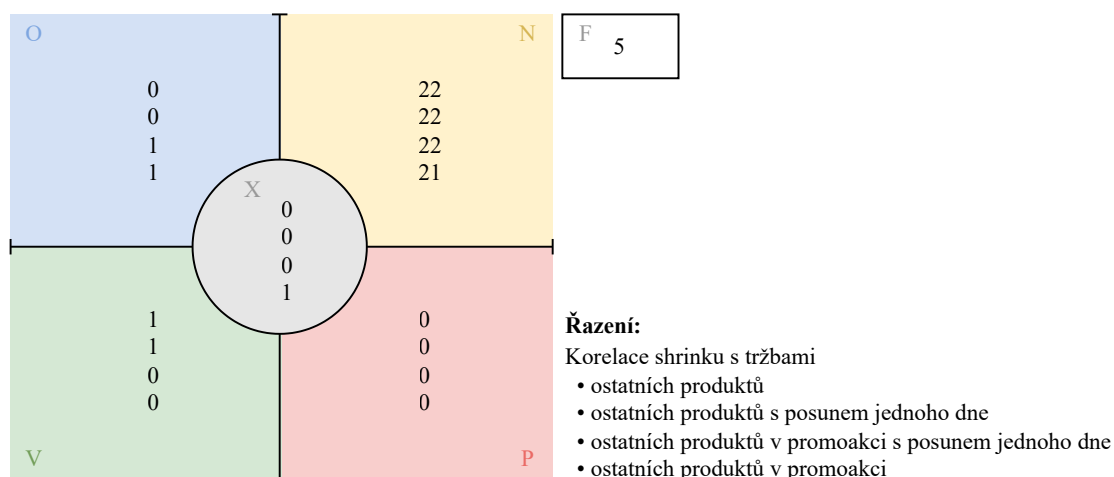 O
N
F 5
0
0
1
1
22
22
22
21
X
0
0
0
1
1
1
0
0
0
0
0
0
V
P
Řazení:
Korelace shrinku s tržbami
• ostatních produktů
• ostatních produktů s posunem jednoho dne
• ostatních produktů v promoakci s posunem jednoho dne
• ostatních produktů v promoakci